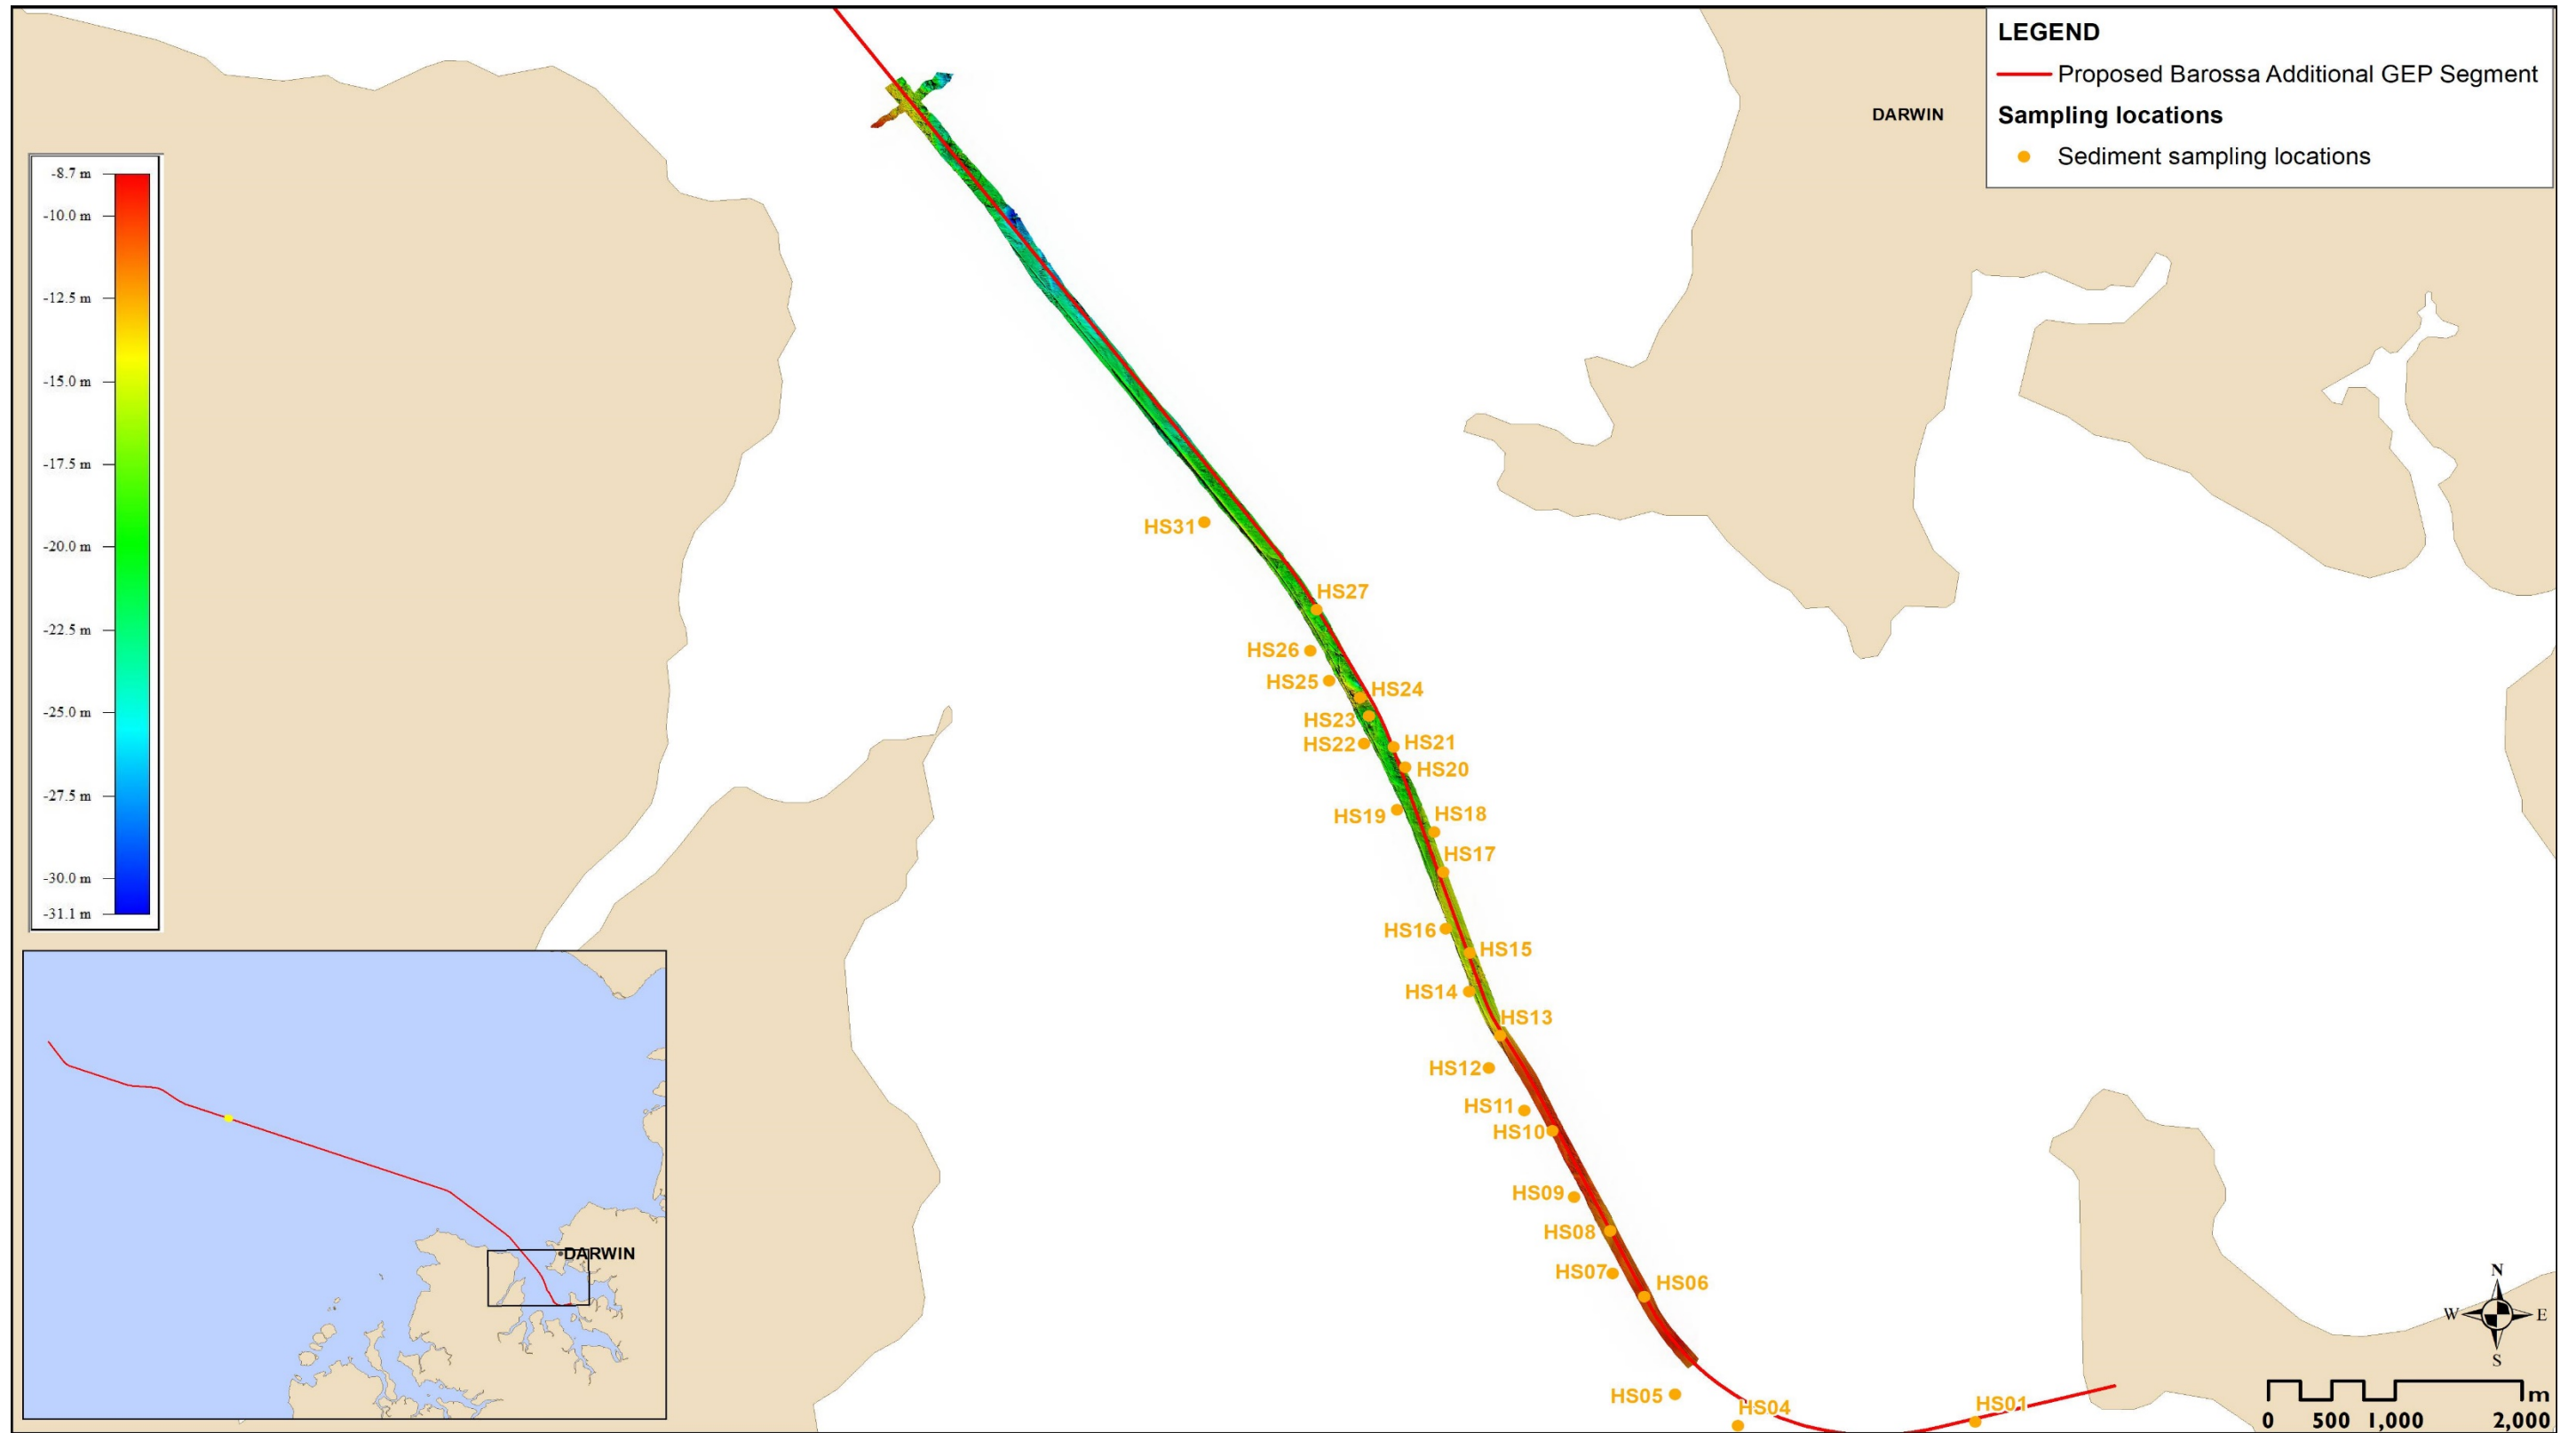 LEGEND
Proposed Barossa Additional GEP Segment
Sampling locations
Sediment sampling locations
DARWIN
-8.7 m
-10.0 m
-12.5 m
-15.0 m
-17.5 m
-20.0 m
-22.5 m
-25.0 m
-27.5 m
-30.0 m
-31.1 m
HS31
HS27
HS26
HS25
HS24
HS23
HS22
HS21
HS20
HS19
HS18
HS17
HS16
HS15
HS14
HS13
HS12
HS11
HS10
HS09
HS08
HS07
HS06
HS05
HS04
HS01
DARWIN
N
W E
S
m
0 500 1,000 2,000